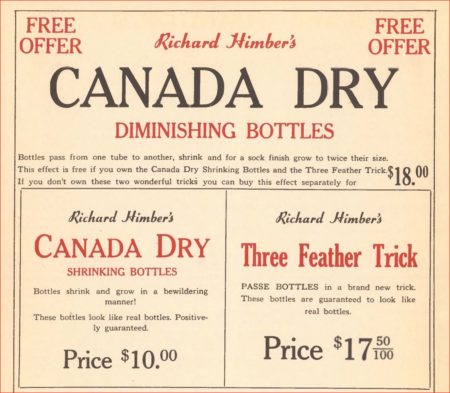 FREE OFFER
Richard Himber's
FREE OFFER
CANADA DRY
DIMINISHING BOTTLES
Bottles pass from one tube to another, shrink and for a sock finish grow to twice their size.
This effect is free if you own the Canada Dry Shrinking Bottles and the Three Feather Trick.
If you don't own these two wonderful tricks you can buy this effect separately for $18.00
Richard Himber's
CANADA DRY
SHRINKING BOTTLES
Bottles shrink and grow in a bewildering
manner!
These bottles look like real bottles. Positive-
ly guaranteed.
Price $10.00
Richard Himber's
Three Feather Trick
PASSE BOTTLES in a brand new trick.
These bottles are guaranteed to look like
real bottles.
Price $17 50/100